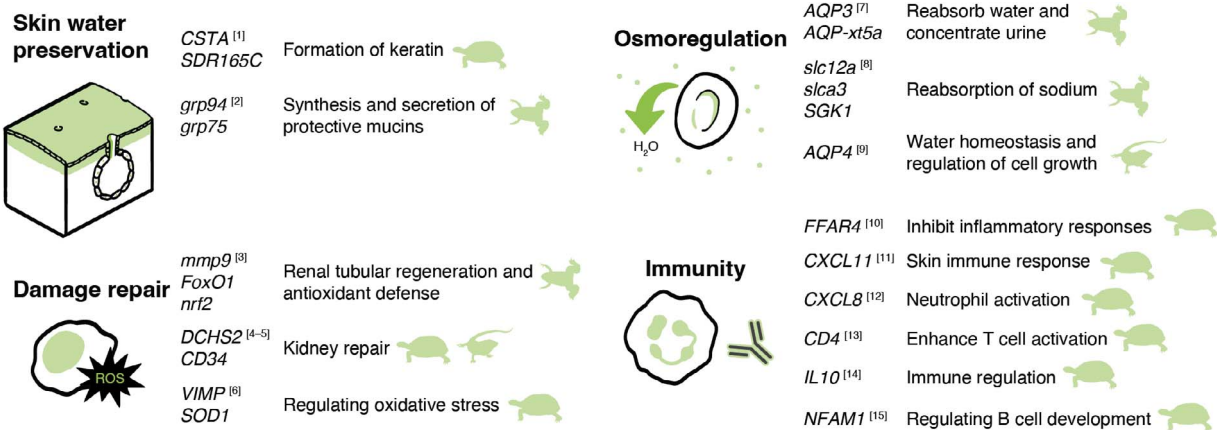 Skin water
preservation
CSTA [1]
SDR165C
Formation of keratin
grp94 [2]
grp75
Synthesis and secretion of
protective mucins
Damage repair
ROS
mmp9 [3]
FoxO1
nrf2
Renal tubular regeneration and
antioxidant defense
DCHS2 [4–5]
CD34
Kidney repair
VIMP [6]
SOD1
Regulating oxidative stress
Osmoregulation
H2O
AQP3 [7]
AQP-xt5a
Reabsorb water and
concentrate urine
slc12a [8]
slca3
SGK1
Reabsorption of sodium
AQP4 [9]
Water homeostasis and
regulation of cell growth
Immunity
FFAR4 [10]
Inhibit inflammatory responses
CXCL11 [11]
Skin immune response
CXCL8 [12]
Neutrophil activation
CD4 [13]
Enhance T cell activation
IL10 [14]
Immune regulation
NFAM1 [15]
Regulating B cell development